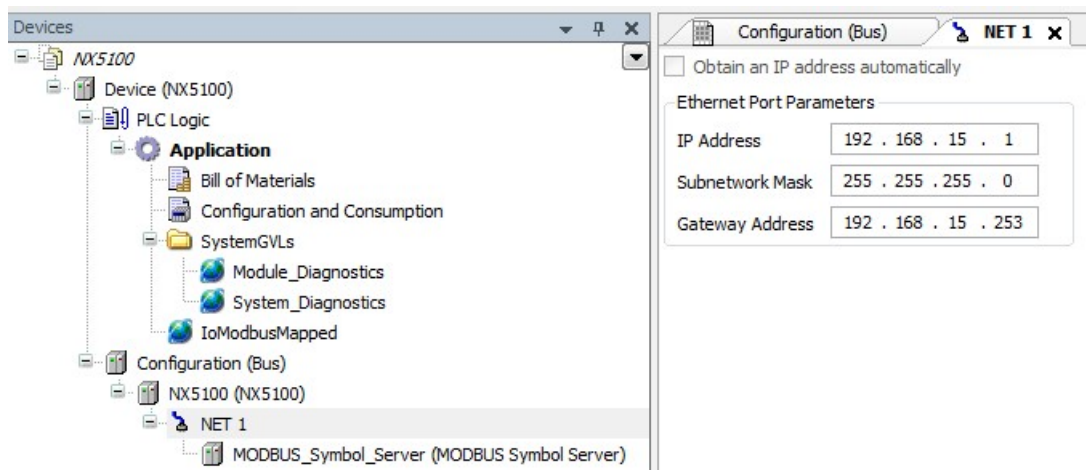 Devices
NX5100
Device (NX5100)
PLC Logic
Application
Bill of Materials
Configuration and Consumption
SystemGVLs
Module_Diagnostics
System_Diagnostics
IoModbusMapped
Configuration (Bus)
NX5100 (NX5100)
NET 1
MODBUS_Symbol_Server (MODBUS Symbol Server)
Configuration (Bus) NET 1
Obtain an IP address automatically
Ethernet Port Parameters
IP Address 192 . 168 . 15 . 1
Subnetwork Mask 255 . 255 . 255 . 0
Gateway Address 192 . 168 . 15 . 253